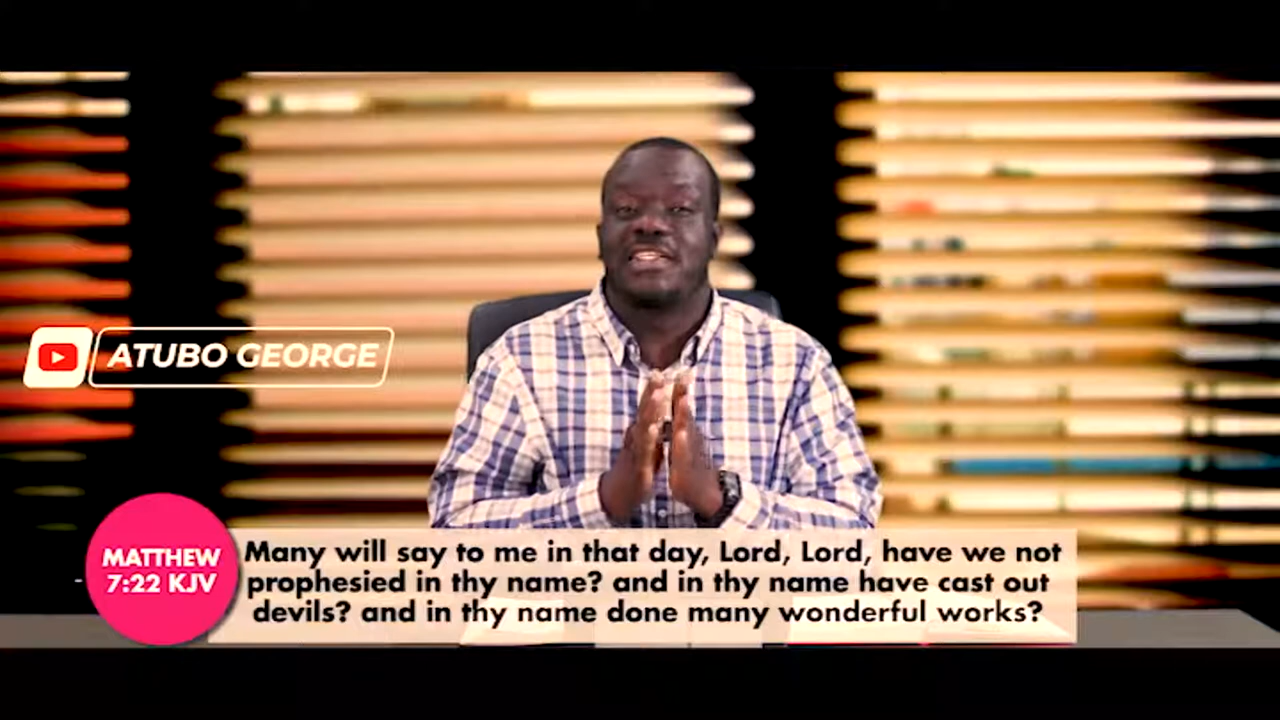 ATUBO GEORGE
MATTHEW
7:22 KJV
Many will say to me in that day, Lord, Lord, have we not
prophesied in thy name? and in thy name have cast out
devils? and in thy name done many wonderful works?